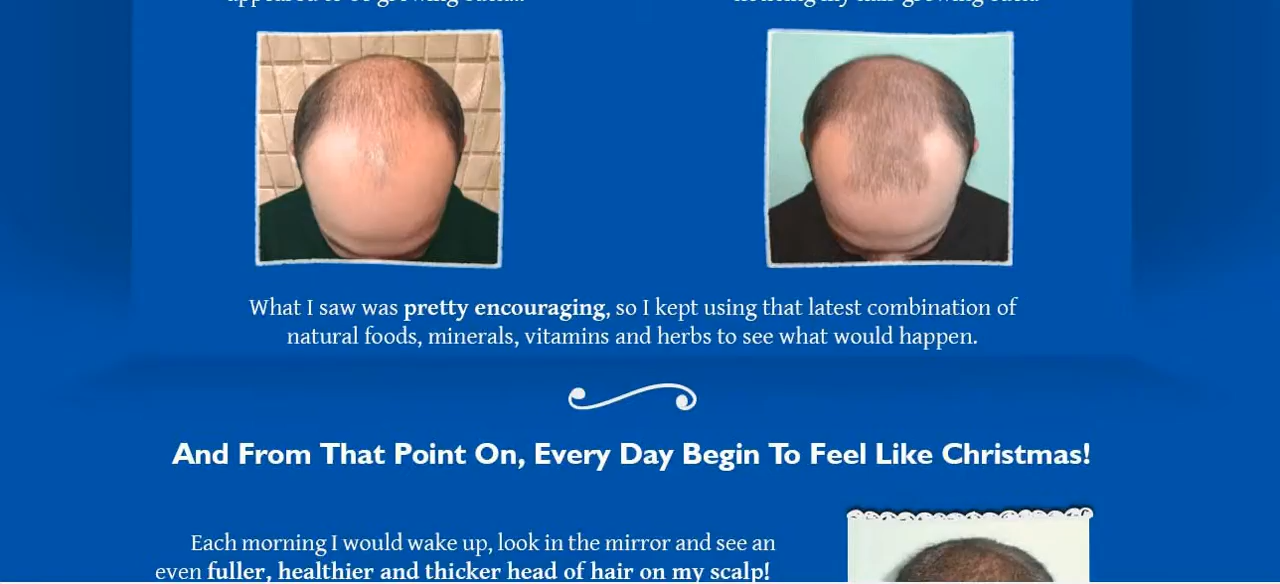 What I saw was pretty encouraging, so I kept using that latest combination of
natural foods, minerals, vitamins and herbs to see what would happen.
And From That Point On, Every Day Begin To Feel Like Christmas!
Each morning I would wake up, look in the mirror and see an
even fuller, healthier and thicker head of hair on my scalp!